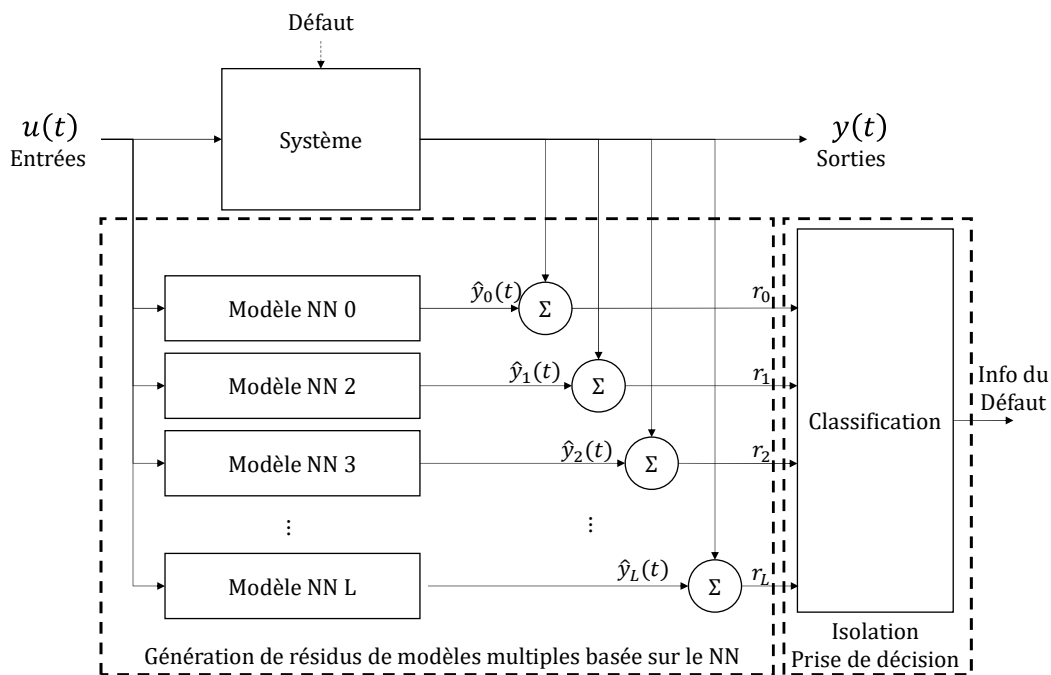 Défaut
u(t)
Entrées
Système
y(t)
Sorties
Modèle NN 0
ŷ₀(t)
Σ
r₀
Modèle NN 2
ŷ₁(t)
Σ
r₁
Modèle NN 3
ŷ₂(t)
Σ
r₂
⋮
⋮
Modèle NN L
ŷ_L(t)
Σ
r_L
Classification
Info du
Défaut
Génération de résidus de modèles multiples basée sur le NN
Isolation
Prise de décision